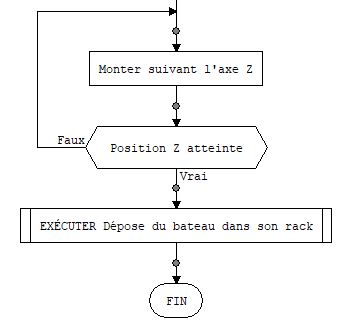 Monter suivant l'axe Z
Faux
Position Z atteinte
Vrai
EXÉCUTER Dépose du bateau dans son rack
FIN